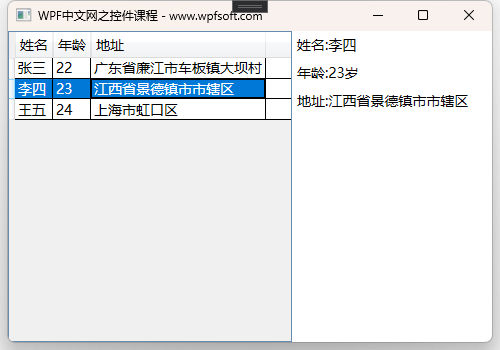 WPF中文网之控件课程 - www.wpfsoft.com
姓名 年龄 地址
张三 22 广东省廉江市车板镇大坝村
李四 23 江西省景德镇市市辖区
王五 24 上海市虹口区
姓名:李四
年龄:23岁
地址:江西省景德镇市市辖区